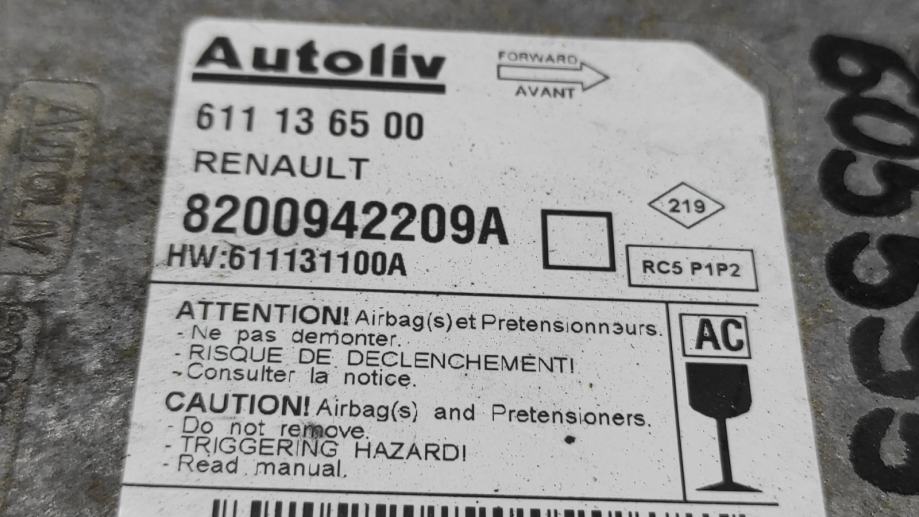 Autoliv
FORWARD
AVANT
611 13 65 00
RENAULT
8200942209A
219
HW:611131100A
RC5 P1P2
ATTENTION! Airbag(s) et Pretensionneurs.
- Ne pas demonter.
- RISQUE DE DECLENCHEMENT!
- Consulter la notice.
AC
CAUTION! Airbag(s) and Pretensioners.
- Do not remove.
- TRIGGERING HAZARD!
- Read manual.